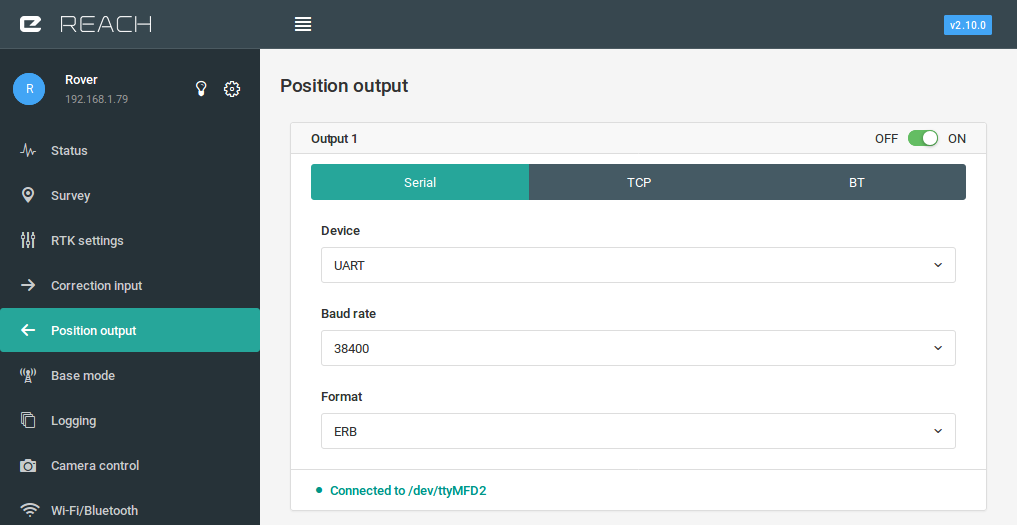 REACH
v2.10.0
R
Rover
192.168.1.79
Status
Survey
RTK settings
Correction input
Position output
Base mode
Logging
Camera control
Wi-Fi/Bluetooth
Position output
Output 1
OFF ON
Serial TCP BT
Device
UART
Baud rate
38400
Format
ERB
Connected to /dev/ttyMFD2